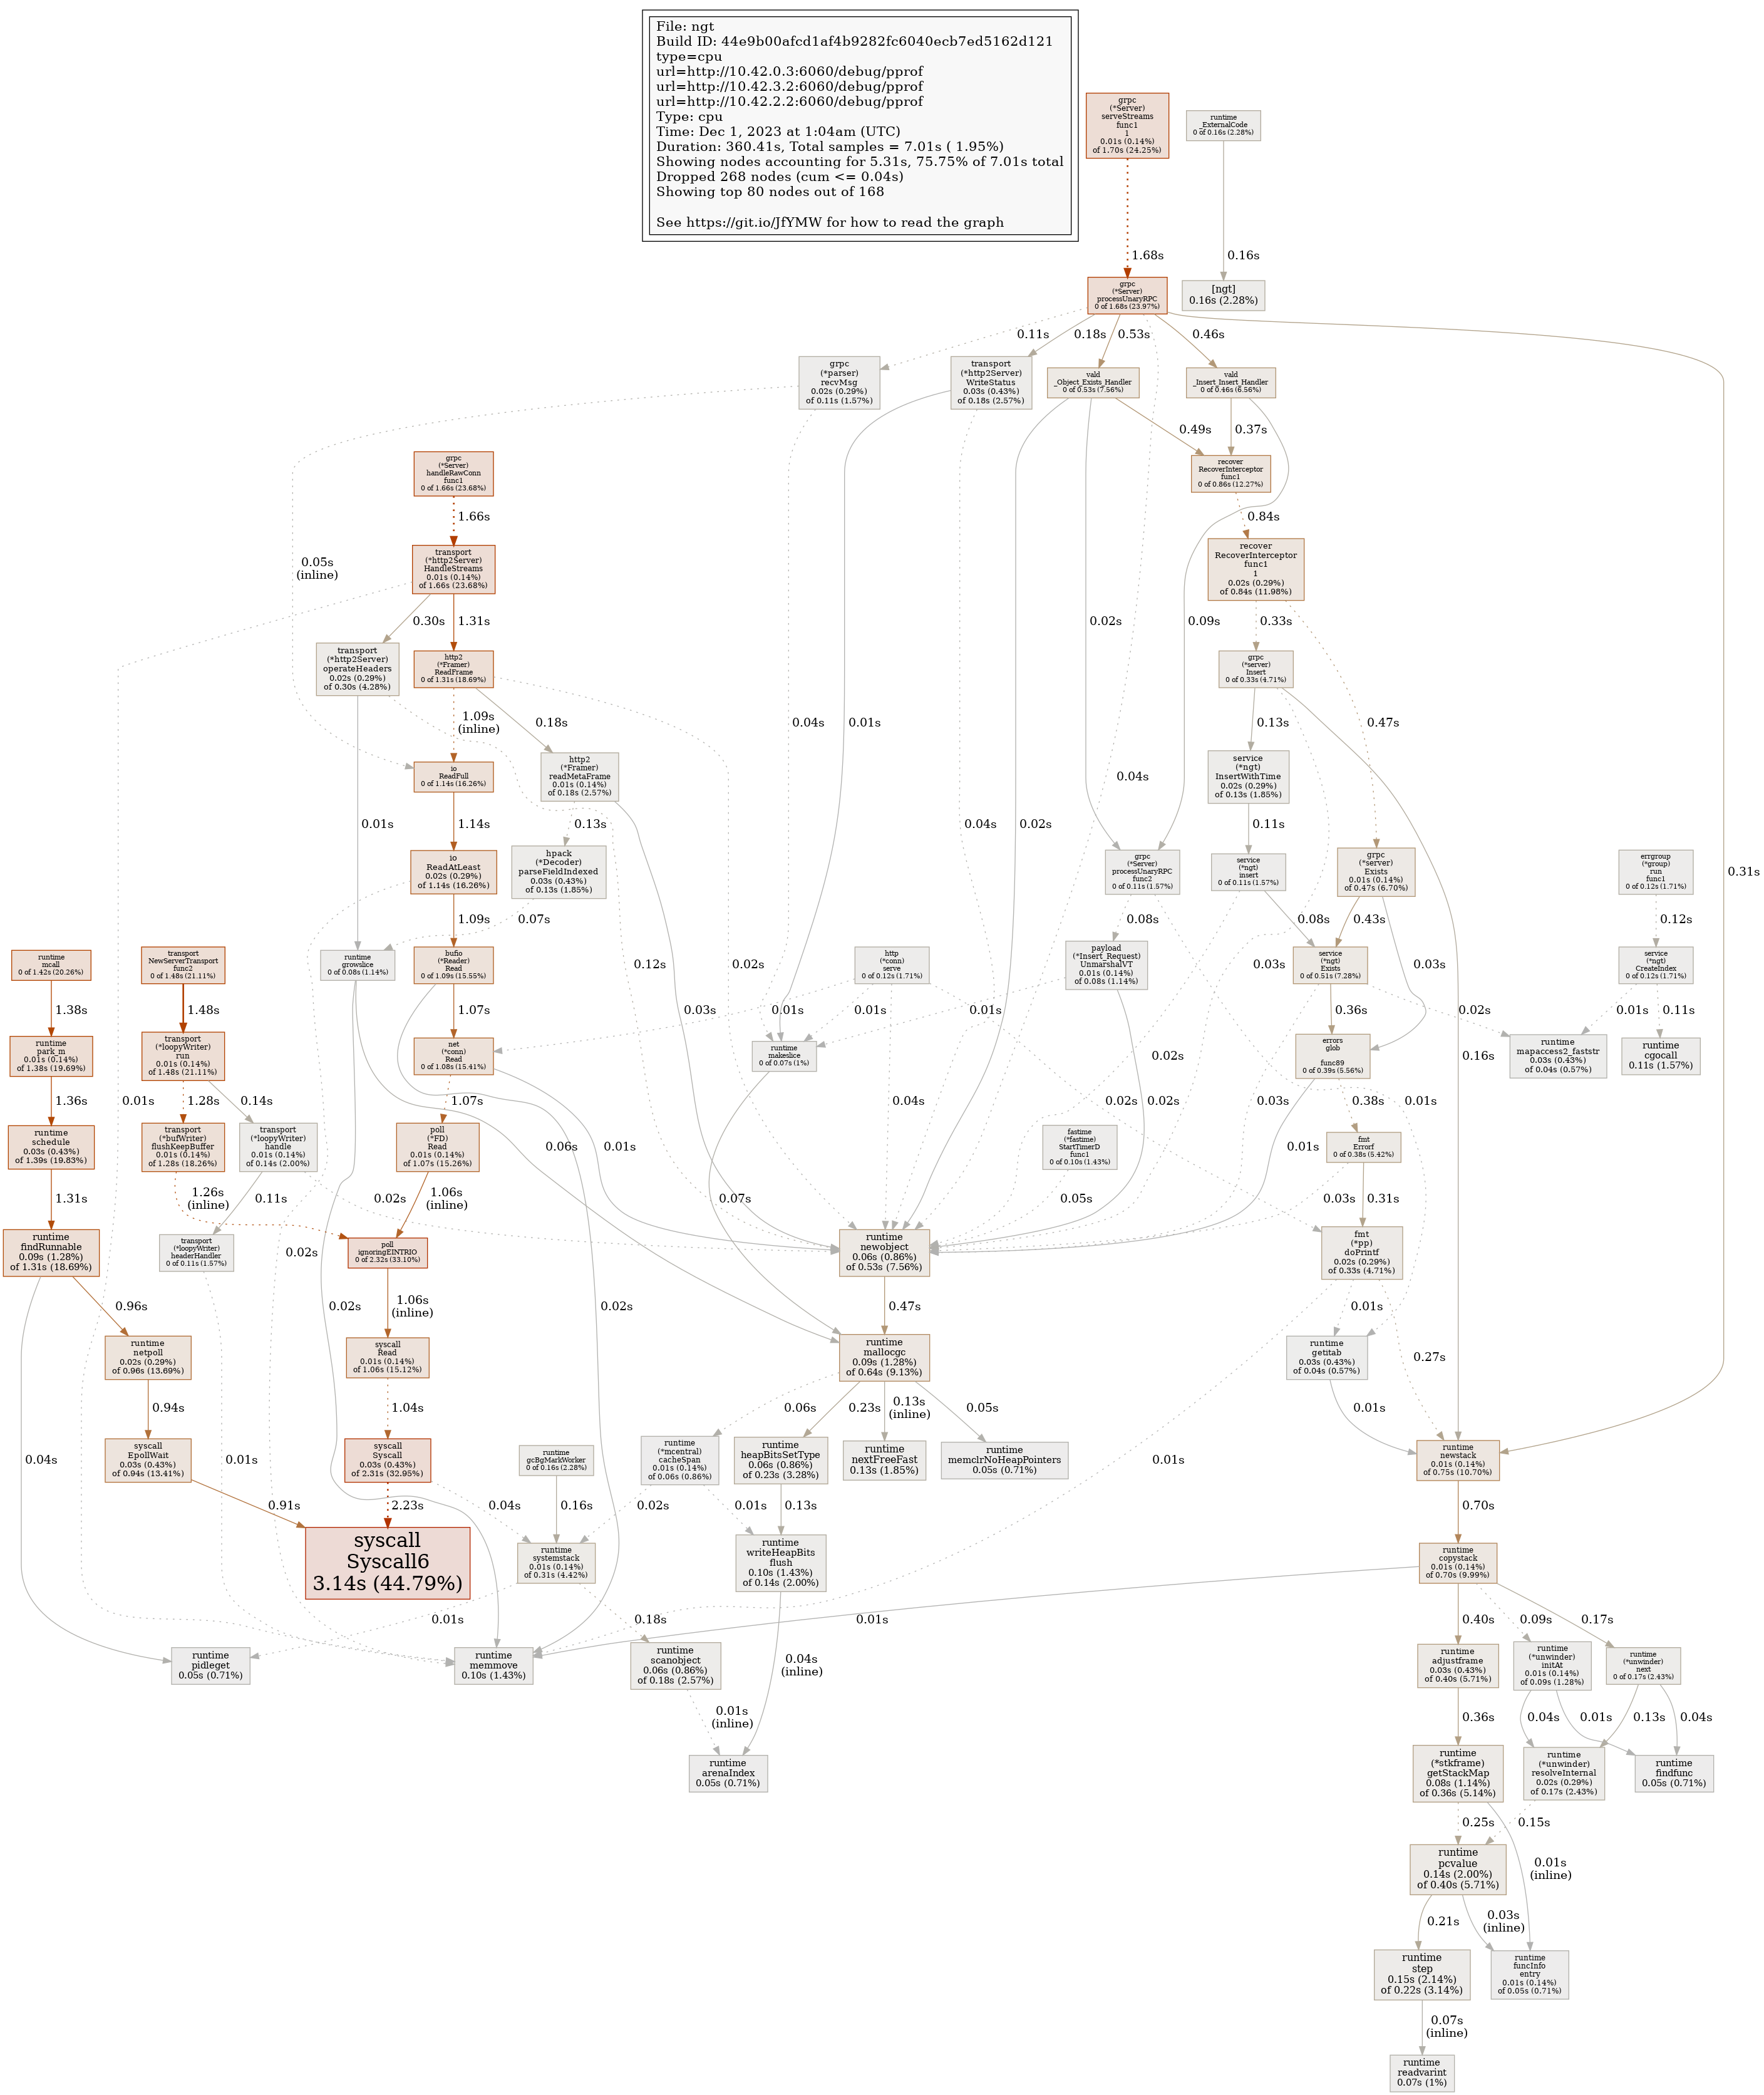 File: ngt
Build ID: 44e9b00afcd1af4b9282fc6040ecb7ed5162d121
type=cpu
url=http://10.42.0.3:6060/debug/pprof
url=http://10.42.3.2:6060/debug/pprof
url=http://10.42.2.2:6060/debug/pprof
Type: cpu
Time: Dec 1, 2023 at 1:04am (UTC)
Duration: 360.41s, Total samples = 7.01s ( 1.95%)
Showing nodes accounting for 5.31s, 75.75% of 7.01s total
Dropped 268 nodes (cum <= 0.04s)
Showing top 80 nodes out of 168
See https://git.io/JfYMW for how to read the graph
grpc
(*Server)
serveStreams
func1
1
0.01s (0.14%)
of 1.70s (24.25%)
runtime
_ExternalCode
0 of 0.16s (2.28%)
1.68s
0.16s
grpc
(*Server)
processUnaryRPC
0 of 1.68s (23.97%)
[ngt]
0.16s (2.28%)
0.11s
0.18s
0.53s
0.46s
0.31s
grpc
(*parser)
recvMsg
0.02s (0.29%)
of 0.11s (1.57%)
transport
(*http2Server)
WriteStatus
0.03s (0.43%)
of 0.18s (2.57%)
vald
_Object_Exists_Handler
0 of 0.53s (7.56%)
vald
_Insert_Insert_Handler
0 of 0.46s (6.56%)
0.49s
0.37s
grpc
(*Server)
handleRawConn
func1
0 of 1.66s (23.68%)
recover
RecoverInterceptor
func1
0 of 0.86s (12.27%)
1.66s
0.84s
transport
(*http2Server)
HandleStreams
0.01s (0.14%)
of 1.66s (23.68%)
0.05s
(inline)
recover
RecoverInterceptor
func1
1
0.02s (0.29%)
of 0.84s (11.98%)
0.30s
1.31s
0.02s
0.09s
0.33s
transport
(*http2Server)
operateHeaders
0.02s (0.29%)
of 0.30s (4.28%)
http2
(*Framer)
ReadFrame
0 of 1.31s (18.69%)
grpc
(*server)
Insert
0 of 0.33s (4.71%)
1.09s
(inline)
0.18s
0.04s
0.01s
0.13s
0.47s
io
ReadFull
0 of 1.14s (16.26%)
http2
(*Framer)
readMetaFrame
0.01s (0.14%)
of 0.18s (2.57%)
0.04s
service
(*ngt)
InsertWithTime
0.02s (0.29%)
of 0.13s (1.85%)
0.01s
1.14s
0.13s
0.04s
0.02s
0.11s
io
ReadAtLeast
0.02s (0.29%)
of 1.14s (16.26%)
hpack
(*Decoder)
parseFieldIndexed
0.03s (0.43%)
of 0.13s (1.85%)
grpc
(*Server)
processUnaryRPC
func2
0 of 0.11s (1.57%)
service
(*ngt)
insert
0 of 0.11s (1.57%)
grpc
(*server)
Exists
0.01s (0.14%)
of 0.47s (6.70%)
errgroup
(*group)
run
func1
0 of 0.12s (1.71%)
1.09s
0.07s
0.08s
0.08s
0.43s
0.12s
runtime
mcall
0 of 1.42s (20.26%)
transport
NewServerTransport
func2
0 of 1.48s (21.11%)
runtime
growslice
0 of 0.08s (1.14%)
bufio
(*Reader)
Read
0 of 1.09s (15.55%)
0.12s
0.02s
http
(*conn)
serve
0 of 0.12s (1.71%)
payload
(*Insert_Request)
UnmarshalVT
0.01s (0.14%)
of 0.08s (1.14%)
0.03s
service
(*ngt)
Exists
0 of 0.51s (7.28%)
0.03s
service
(*ngt)
CreateIndex
0 of 0.12s (1.71%)
1.38s
1.48s
1.07s
0.03s
0.01s
0.01s
0.01s
0.36s
0.02s
0.01s
0.11s
runtime
park_m
0.01s (0.14%)
of 1.38s (19.69%)
transport
(*loopyWriter)
run
0.01s (0.14%)
of 1.48s (21.11%)
net
(*conn)
Read
0 of 1.08s (15.41%)
runtime
makeslice
0 of 0.07s (1%)
0.02s
errors
glob
func89
0 of 0.39s (5.56%)
0.16s
runtime
mapaccess2_faststr
0.03s (0.43%)
of 0.04s (0.57%)
runtime
cgocall
0.11s (1.57%)
1.36s
0.01s
1.28s
0.14s
1.07s
0.04s
0.02s
0.02s
0.03s
0.38s
0.01s
runtime
schedule
0.03s (0.43%)
of 1.39s (19.83%)
transport
(*bufWriter)
flushKeepBuffer
0.01s (0.14%)
of 1.28s (18.26%)
transport
(*loopyWriter)
handle
0.01s (0.14%)
of 0.14s (2.00%)
poll
(*FD)
Read
0.01s (0.14%)
of 1.07s (15.26%)
0.06s
0.01s
fastime
(*fastime)
StartTimerD
func1
0 of 0.10s (1.43%)
0.01s
fmt
Errorf
0 of 0.38s (5.42%)
1.31s
1.26s
(inline)
0.11s
0.02s
1.06s
(inline)
0.07s
0.05s
0.03s
0.31s
runtime
findRunnable
0.09s (1.28%)
of 1.31s (18.69%)
transport
(*loopyWriter)
headerHandler
0 of 0.11s (1.57%)
0.02s
poll
ignoringEINTRIO
0 of 2.32s (33.10%)
runtime
newobject
0.06s (0.86%)
of 0.53s (7.56%)
fmt
(*pp)
doPrintf
0.02s (0.29%)
of 0.33s (4.71%)
0.96s
0.02s
1.06s
(inline)
0.02s
0.47s
0.01s
runtime
netpoll
0.02s (0.29%)
of 0.96s (13.69%)
syscall
Read
0.01s (0.14%)
of 1.06s (15.12%)
runtime
mallocgc
0.09s (1.28%)
of 0.64s (9.13%)
runtime
getitab
0.03s (0.43%)
of 0.04s (0.57%)
0.27s
0.94s
1.04s
0.06s
0.23s
0.13s
(inline)
0.05s
0.01s
0.04s
syscall
EpollWait
0.03s (0.43%)
of 0.94s (13.41%)
0.01s
syscall
Syscall
0.03s (0.43%)
of 2.31s (32.95%)
runtime
gcBgMarkWorker
0 of 0.16s (2.28%)
runtime
(*mcentral)
cacheSpan
0.01s (0.14%)
of 0.06s (0.86%)
runtime
heapBitsSetType
0.06s (0.86%)
of 0.23s (3.28%)
runtime
nextFreeFast
0.13s (1.85%)
runtime
memclrNoHeapPointers
0.05s (0.71%)
0.01s
runtime
newstack
0.01s (0.14%)
of 0.75s (10.70%)
0.91s
2.23s
0.04s
0.16s
0.02s
0.01s
0.13s
0.70s
syscall
Syscall6
3.14s (44.79%)
runtime
systemstack
0.01s (0.14%)
of 0.31s (4.42%)
runtime
writeHeapBits
flush
0.10s (1.43%)
of 0.14s (2.00%)
runtime
copystack
0.01s (0.14%)
of 0.70s (9.99%)
0.01s
0.18s
0.01s
0.40s
0.09s
0.17s
runtime
pidleget
0.05s (0.71%)
runtime
memmove
0.10s (1.43%)
runtime
scanobject
0.06s (0.86%)
of 0.18s (2.57%)
0.04s
(inline)
runtime
adjustframe
0.03s (0.43%)
of 0.40s (5.71%)
runtime
(*unwinder)
initAt
0.01s (0.14%)
of 0.09s (1.28%)
runtime
(*unwinder)
next
0 of 0.17s (2.43%)
0.01s
(inline)
0.36s
0.04s
0.01s
0.13s
0.04s
runtime
arenaIndex
0.05s (0.71%)
runtime
(*stkframe)
getStackMap
0.08s (1.14%)
of 0.36s (5.14%)
runtime
(*unwinder)
resolveInternal
0.02s (0.29%)
of 0.17s (2.43%)
runtime
findfunc
0.05s (0.71%)
0.25s
0.15s
runtime
pcvalue
0.14s (2.00%)
of 0.40s (5.71%)
0.01s
(inline)
0.21s
0.03s
(inline)
runtime
step
0.15s (2.14%)
of 0.22s (3.14%)
runtime
funcInfo
entry
0.01s (0.14%)
of 0.05s (0.71%)
0.07s
(inline)
runtime
readvarint
0.07s (1%)